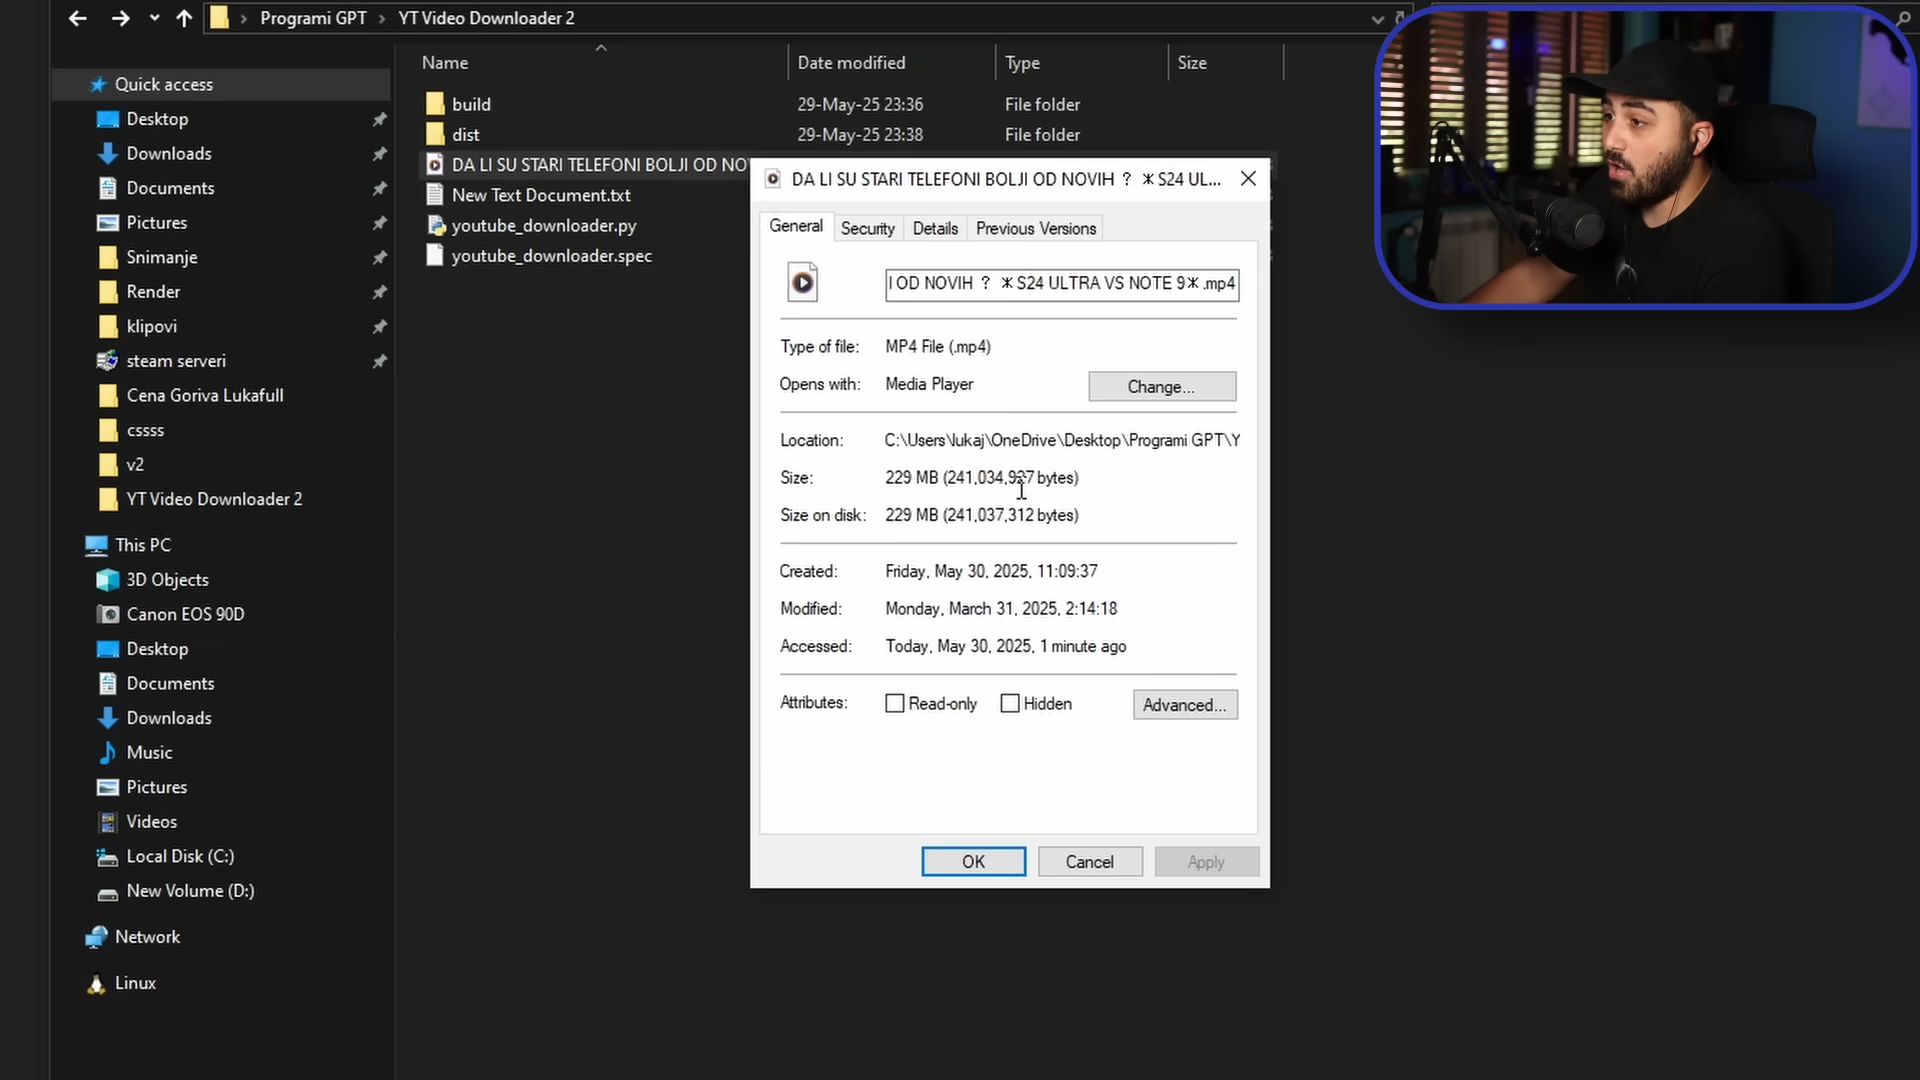 Programi GPT > YT Video Downloader 2
Name
Date modified
Type
Size
Quick access
Desktop
Downloads
Documents
Pictures
Snimanje
Render
klipovi
steam serveri
Cena Goriva Lukafull
cssss
v2
YT Video Downloader 2
This PC
3D Objects
Canon EOS 90D
Desktop
Documents
Downloads
Music
Pictures
Videos
Local Disk (C:)
New Volume (D:)
Network
Linux
build 29-May-25 23:36 File folder
dist 29-May-25 23:38 File folder
DA LI SU STARI TELEFONI BOLJI OD
New Text Document.txt
youtube_downloader.py
youtube_downloader.spec
DA LI SU STARI TELEFONI BOLJI OD NOVIH ? *S24 UL...
General Security Details Previous Versions
I OD NOVIH ? *S24 ULTRA VS NOTE 9*.mp4
Type of file: MP4 File (.mp4)
Opens with: Media Player Change...
Location: C:\Users\lukaj\OneDrive\Desktop\Programi GPT\Y
Size: 229 MB bytes)
Size on disk: 229 MB (241,037,312 bytes)
Created: Friday, May 30, 2025, 11:09:37
Modified: Monday, March 31, 2025, 2:14:18
Accessed: Today, May 30, 2025, 1 minute ago
Attributes: Read-only Hidden Advanced...
OK Cancel Apply